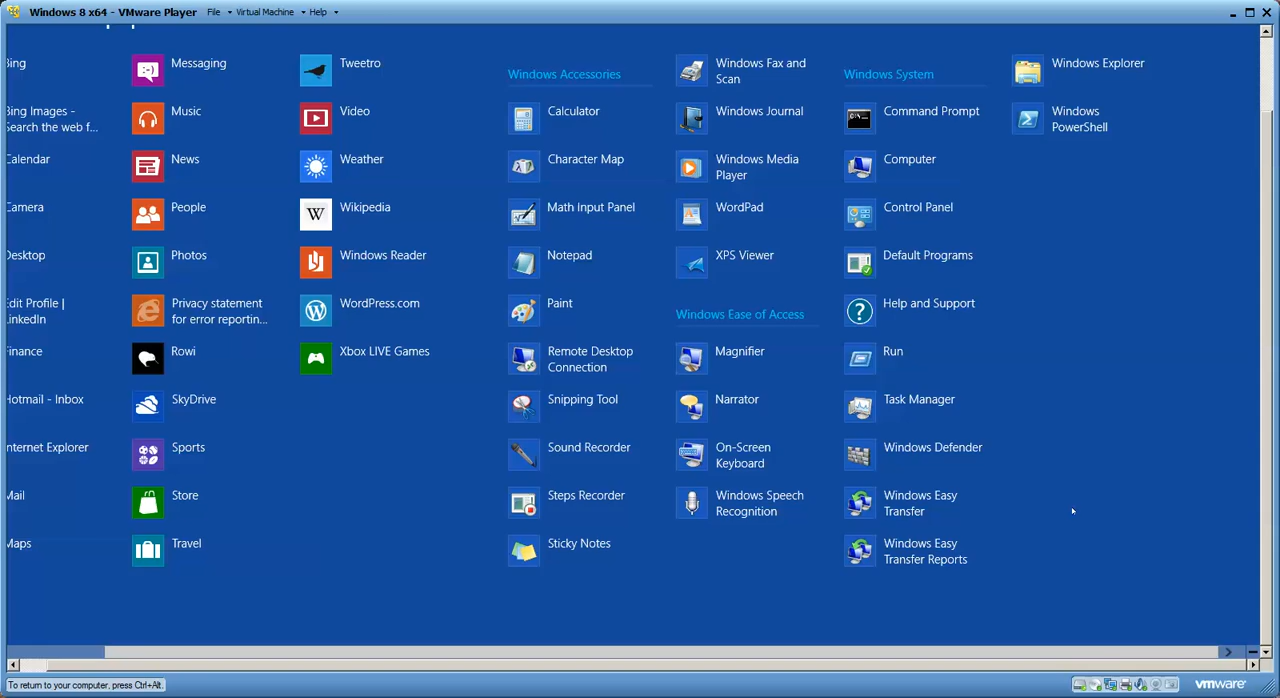 Windows 8 x64 - VMware Player File Virtual Machine Help
Bing
Bing Images -
Search the web f...
Calendar
Camera
Desktop
Edit Profile |
LinkedIn
Finance
Hotmail - Inbox
Internet Explorer
Mail
Maps
Messaging
Music
News
People
Photos
Privacy statement
for error reportin...
Rowi
SkyDrive
Sports
Store
Travel
Tweetro
Video
Weather
W Wikipedia
Windows Reader
WordPress.com
Xbox LIVE Games
Windows Accessories
Calculator
Character Map
Math Input Panel
Notepad
Paint
Remote Desktop
Connection
Snipping Tool
Sound Recorder
Steps Recorder
Sticky Notes
Windows Fax and
Scan
Windows Journal
Windows Media
Player
WordPad
XPS Viewer
Windows Ease of Access
Magnifier
Narrator
On-Screen
Keyboard
Windows Speech
Recognition
Windows System
Command Prompt
Computer
Control Panel
Default Programs
Help and Support
Run
Task Manager
Windows Defender
Windows Easy
Transfer
Windows Easy
Transfer Reports
Windows Explorer
Windows
PowerShell
To return to your computer, press Ctrl+Alt.
vmware